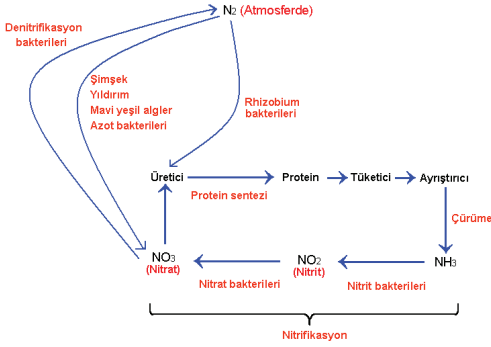 N2 (Atmosferde)
Denitrifikasyon
bakterileri
Şimşek
Yıldırım
Mavi yeşil algler
Azot bakterileri
Rhizobium
bakterileri
Üretici
Protein sentezi
Protein
Tüketici
Ayrıştırıcı
Çürüme
NO3
(Nitrat)
Nitrat bakterileri
NO2
(Nitrit)
Nitrit bakterileri
NH3
Nitrifikasyon